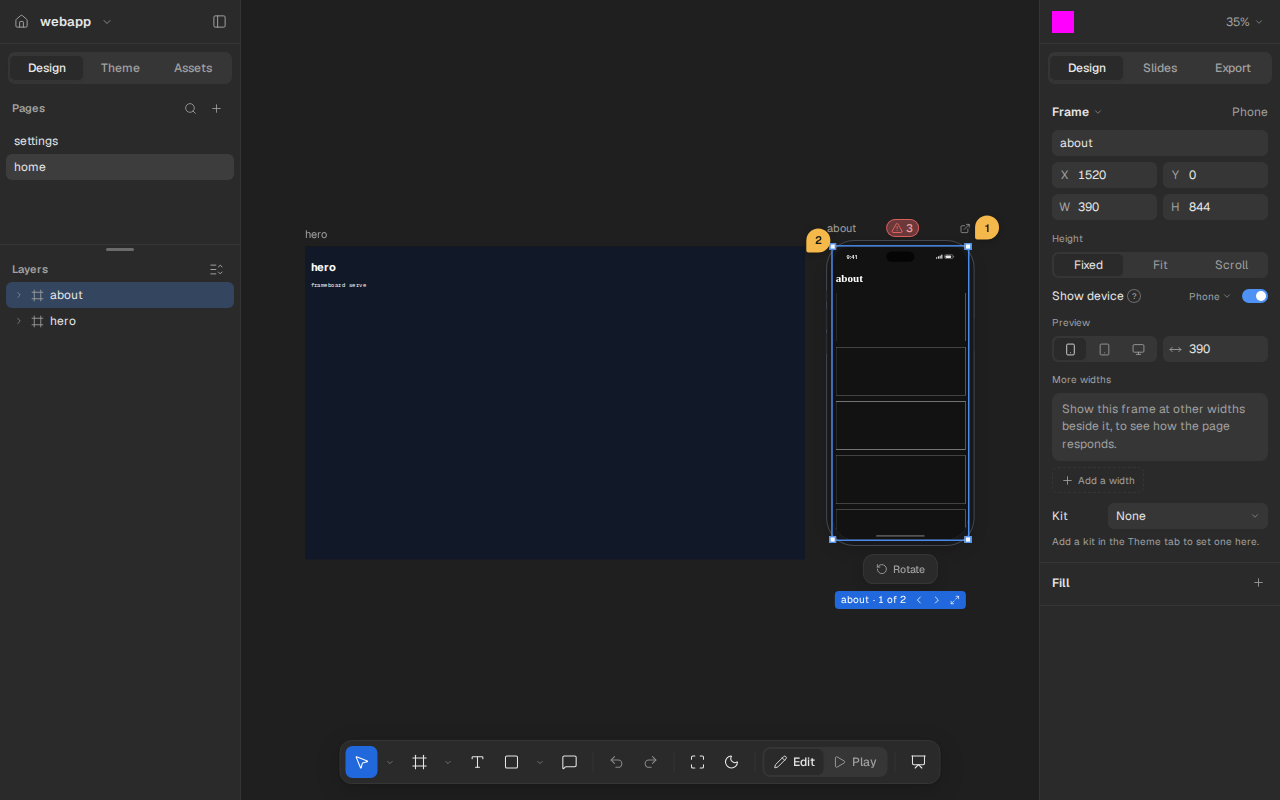 webapp
35%
Design
Theme
Assets
Design
Slides
Export
Pages
settings
home
Layers
about
hero
hero
hero
frameboard serve
about
3
1
2
9:41
about
Rotate
about - 1 of 2
Edit
Play
Frame
Phone
about
X 1520
Y 0
W 390
H 844
Height
Fixed
Fit
Scroll
Show device ?
Phone
Preview
390
More widths
Show this frame at other widths
beside it, to see how the page
responds.
Add a width
Kit
None
Add a kit in the Theme tab to set one here.
Fill